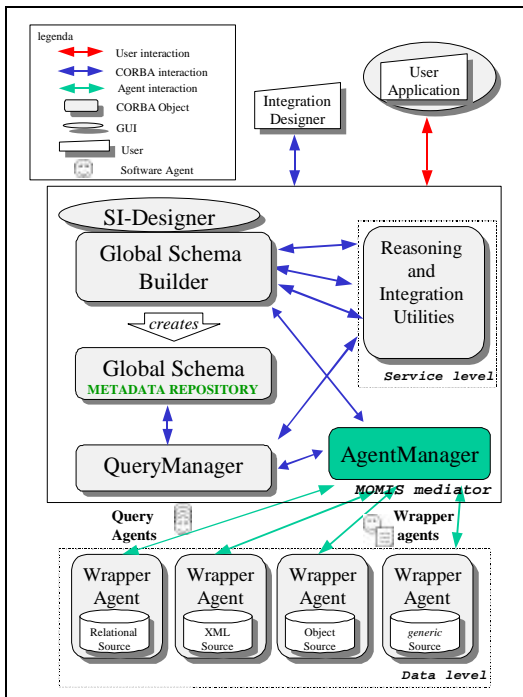 legenda
User interaction
CORBA interaction
Agent interaction
CORBA Object
GUI
User
Software Agent
Integration
Designer
User
Application
SI-Designer
Global Schema
Builder
Reasoning
and
Integration
Utilities
creates
Service level
Global Schema
METADATA REPOSITORY
QueryManager
AgentManager
MOMIS mediator
Query
Agents
Wrapper
agents
Wrapper
Agent
Relational
Source
Wrapper
Agent
XML
Source
Wrapper
Agent
Object
Source
Wrapper
Agent
generic
Source
Data level